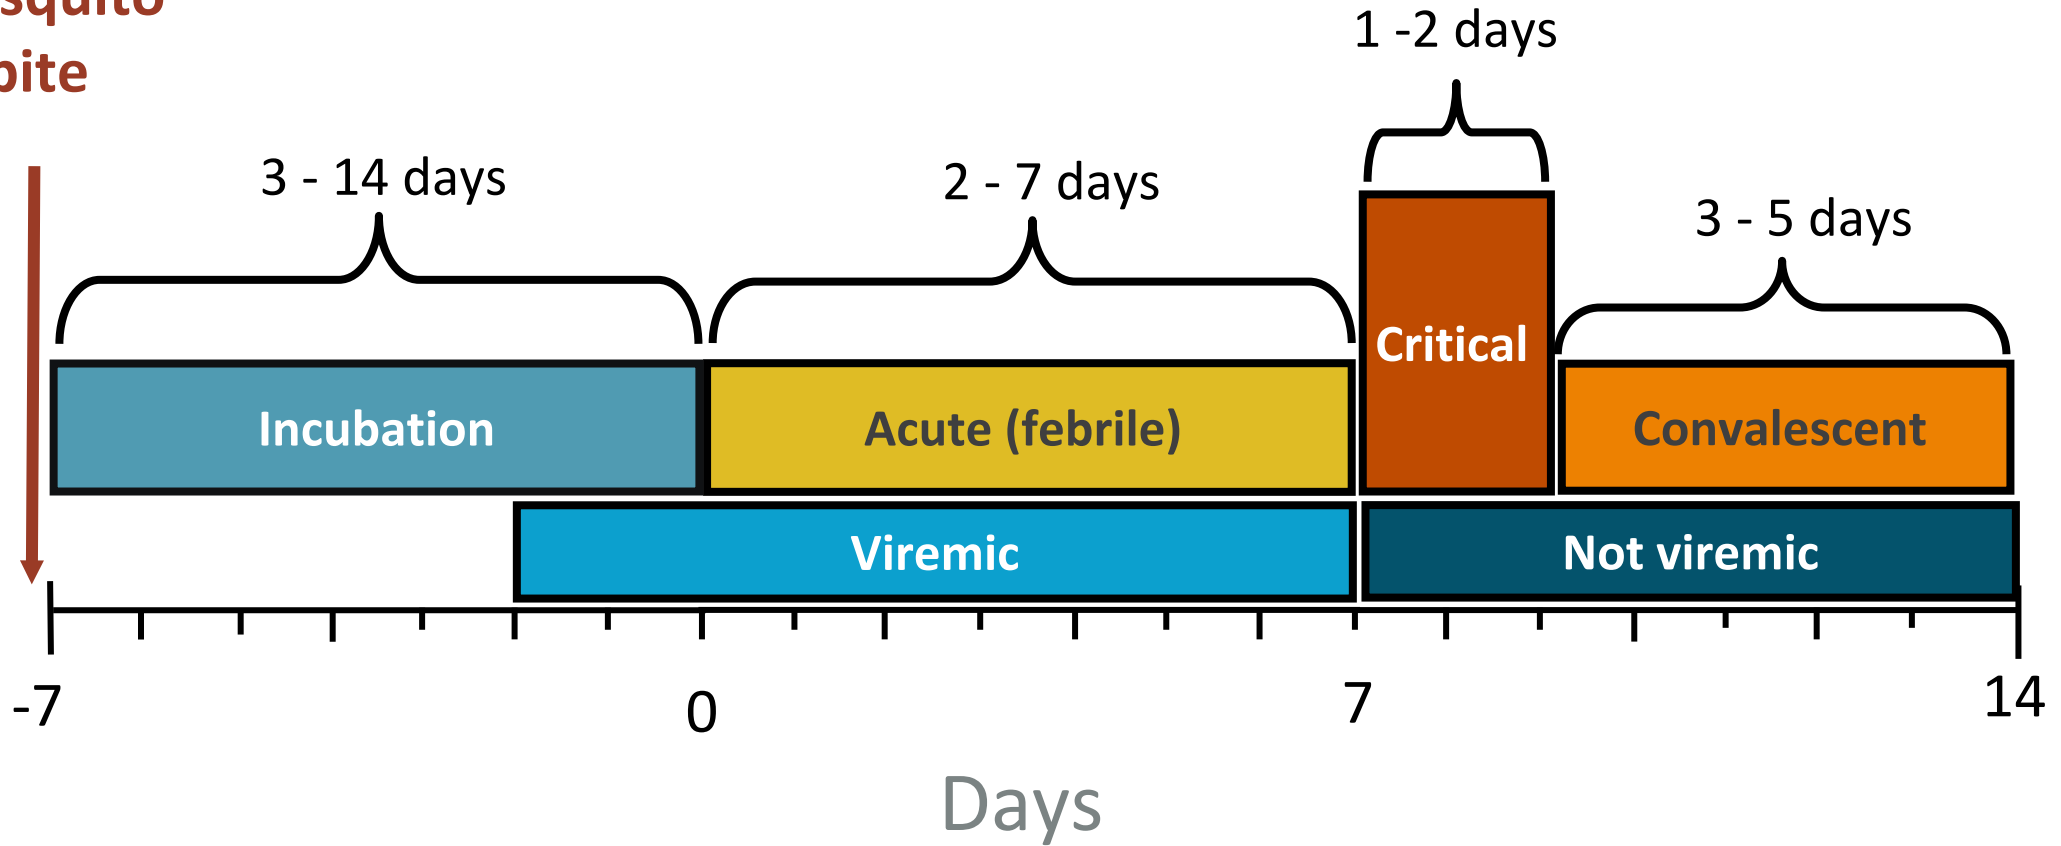 squito
bite
1 -2 days
3 - 14 days
2 - 7 days
3 - 5 days
Critical
Incubation
Acute (febrile)
Convalescent
Viremic
Not viremic
-7
0
7
14
Days